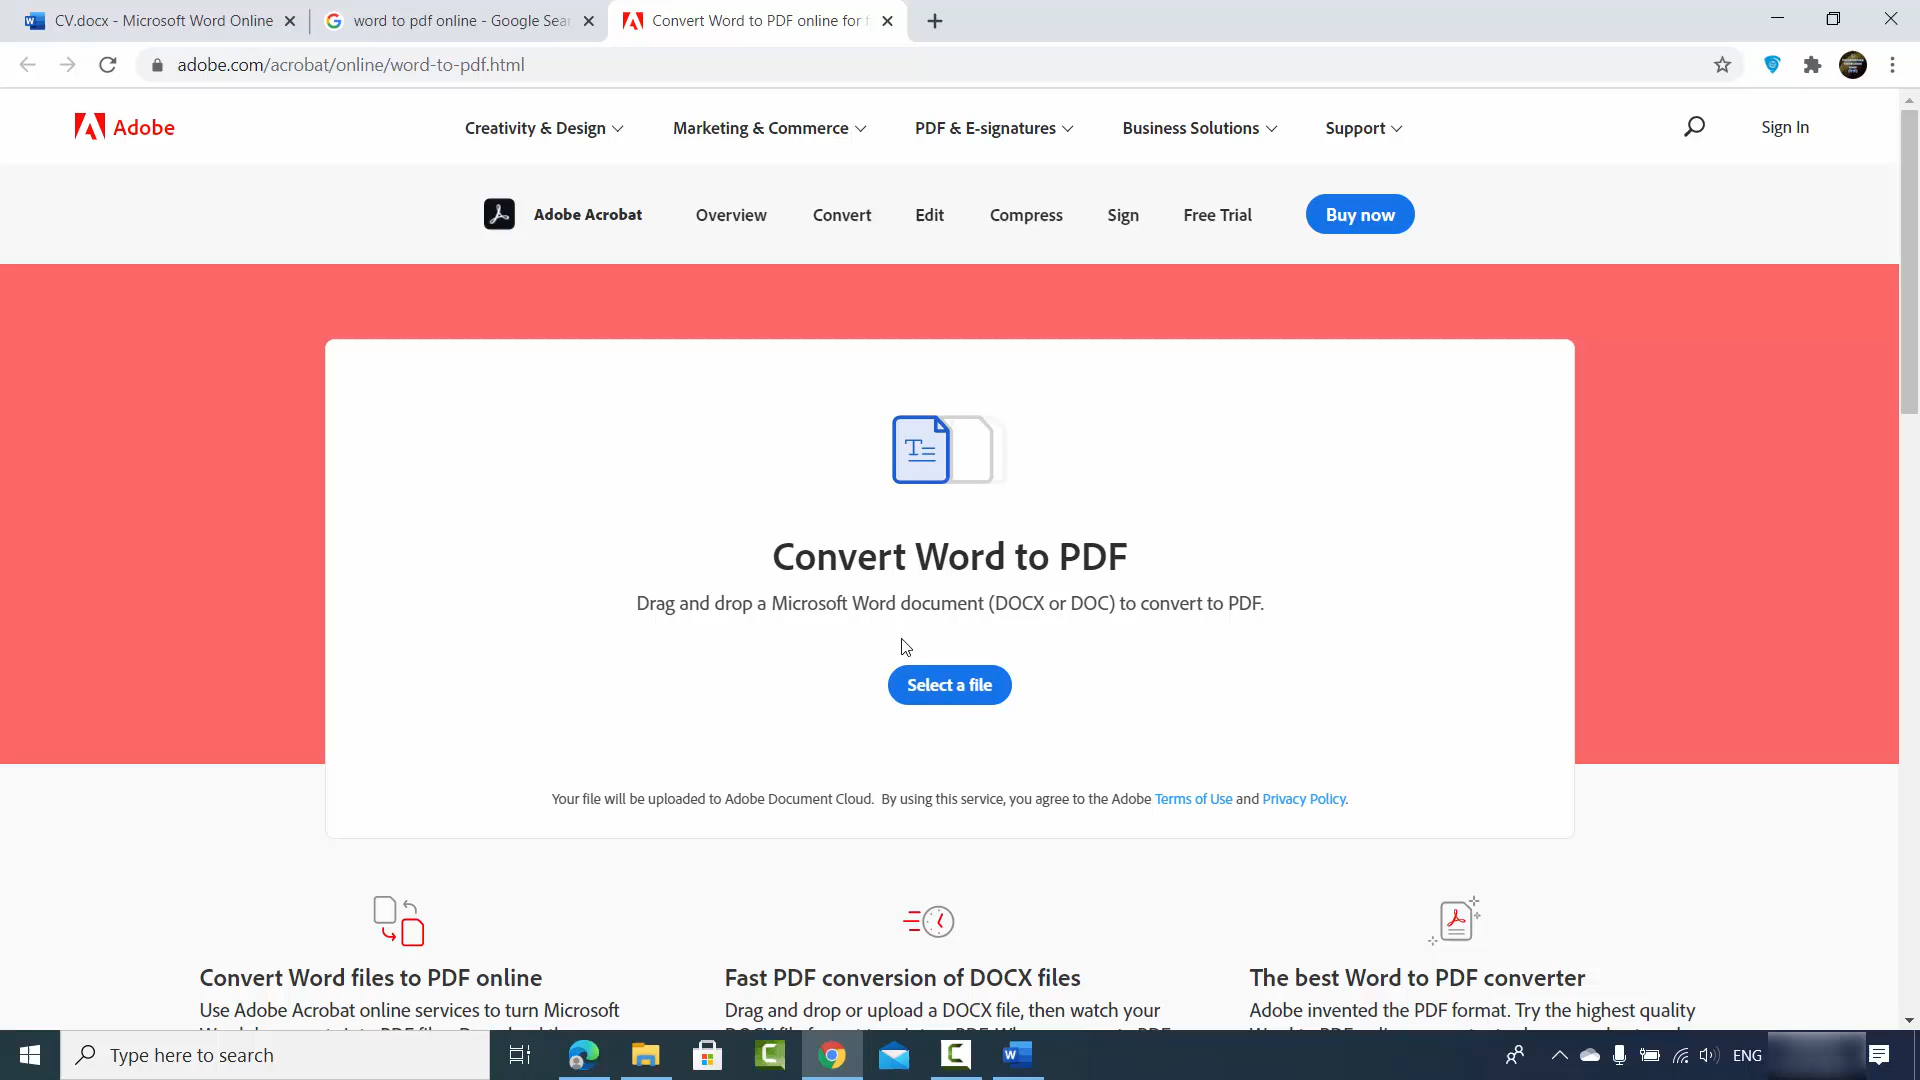 CV.docx - Microsoft Word Online
word to pdf online - Google Sear
Convert Word to PDF online for f
adobe.com/acrobat/online/word-to-pdf.html
Adobe
Creativity & Design
Marketing & Commerce
PDF & E-signatures
Business Solutions
Support
Sign In
Adobe Acrobat
Overview
Convert
Edit
Compress
Sign
Free Trial
Buy now
Convert Word to PDF
Drag and drop a Microsoft Word document (DOCX or DOC) to convert to PDF.
Select a file
Your file will be uploaded to Adobe Document Cloud. By using this service, you agree to the Adobe Terms of Use and Privacy Policy.
Convert Word files to PDF online
Use Adobe Acrobat online services to turn Microsoft
Fast PDF conversion of DOCX files
Drag and drop or upload a DOCX file, then watch your
The best Word to PDF converter
Adobe invented the PDF format. Try the highest quality
Type here to search
ENG